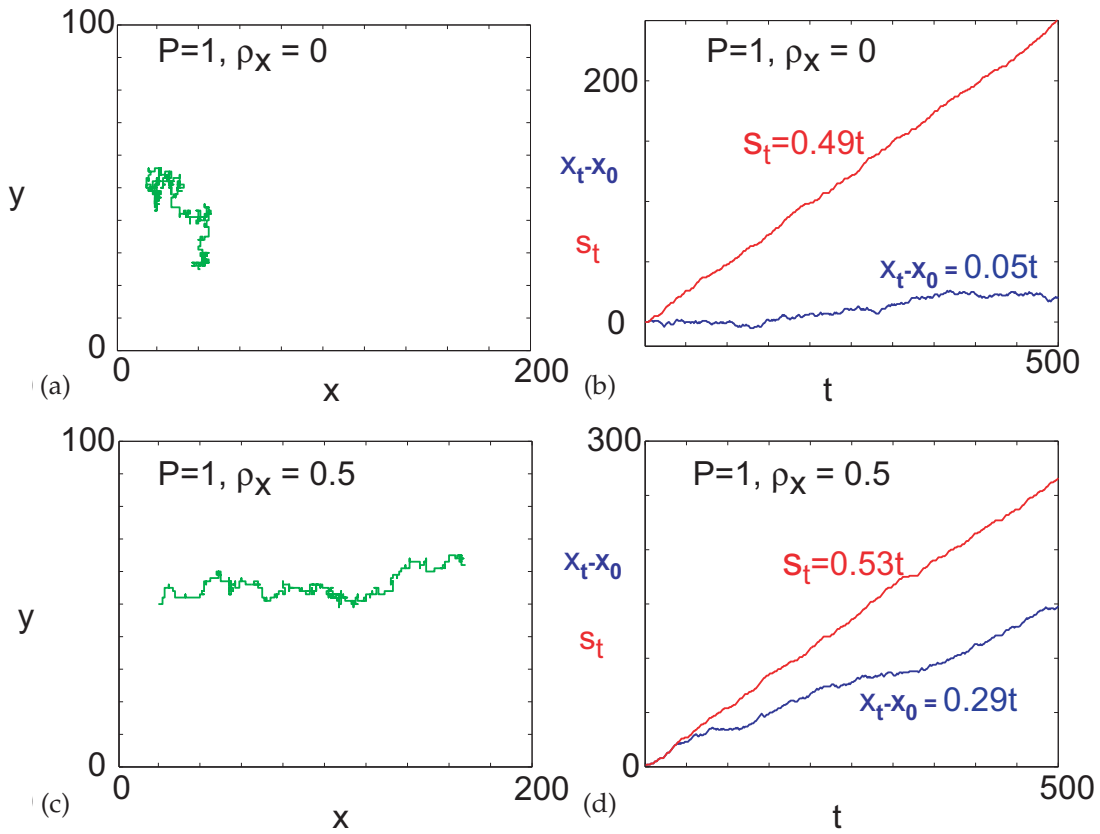 100
P=1, ρx = 0
y
0
0
200
) (a)
x
P=1, ρx = 0
200
st=0.49t
xt-x0
st
xt-x0 = 0.05t
0
500
(b)
t
100
P=1, ρx = 0.5
y
0
0
200
) (c)
x
300
P=1, ρx = 0.5
xt-x0
st=0.53t
st
xt-x0 = 0.29t
0
500
(d)
t